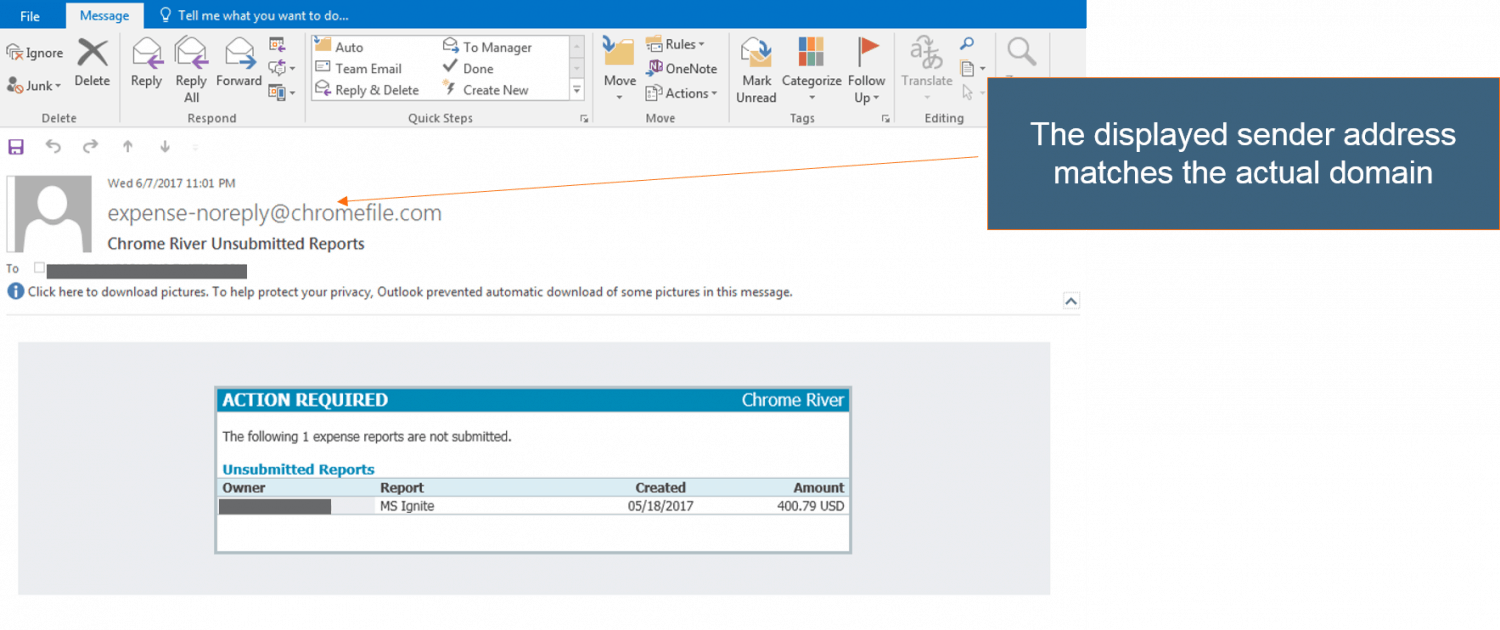 File Message Tell me what you want to do...
Ignore
Junk
Delete
Delete
Reply Reply All Forward
Respond
Auto To Manager
Team Email Done
Reply & Delete Create New
Quick Steps
Move
Rules
OneNote
Actions
Move
Mark Unread Categorize Follow Up
Tags
Translate
Editing
The displayed sender address
matches the actual domain
Wed 6/7/2017 11:01 PM
expense-noreply@chromefile.com
Chrome River Unsubmitted Reports
To
Click here to download pictures. To help protect your privacy, Outlook prevented automatic download of some pictures in this message.
ACTION REQUIRED Chrome River
The following 1 expense reports are not submitted.
Unsubmitted Reports
Owner Report Created Amount
MS Ignite 05/18/2017 400.79 USD